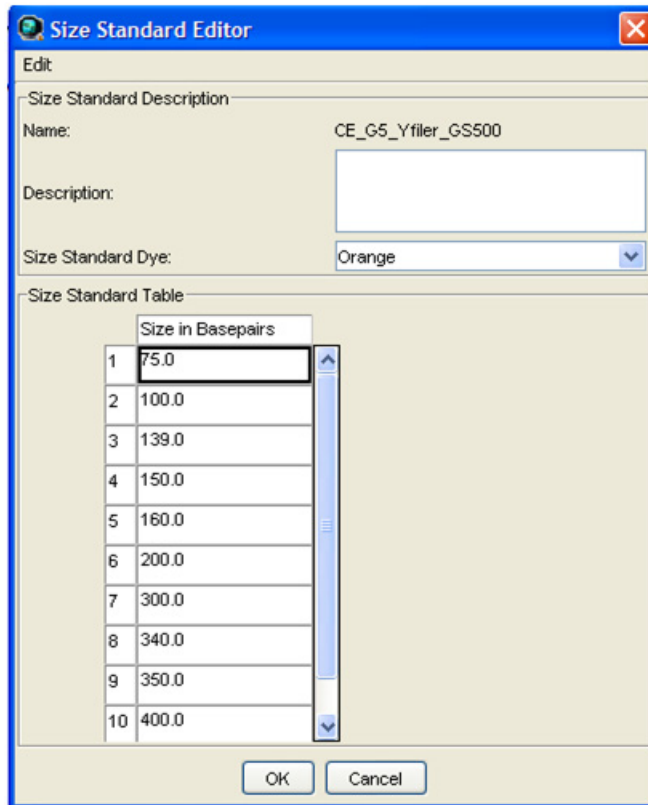 Size Standard Editor
Edit
Size Standard Description
Name: CE_G5_Yfiler_GS500
Description:
Size Standard Dye: Orange
Size Standard Table
Size in Basepairs
1 75.0
2 100.0
3 139.0
4 150.0
5 160.0
6 200.0
7 300.0
8 340.0
9 350.0
10 400.0
OK Cancel